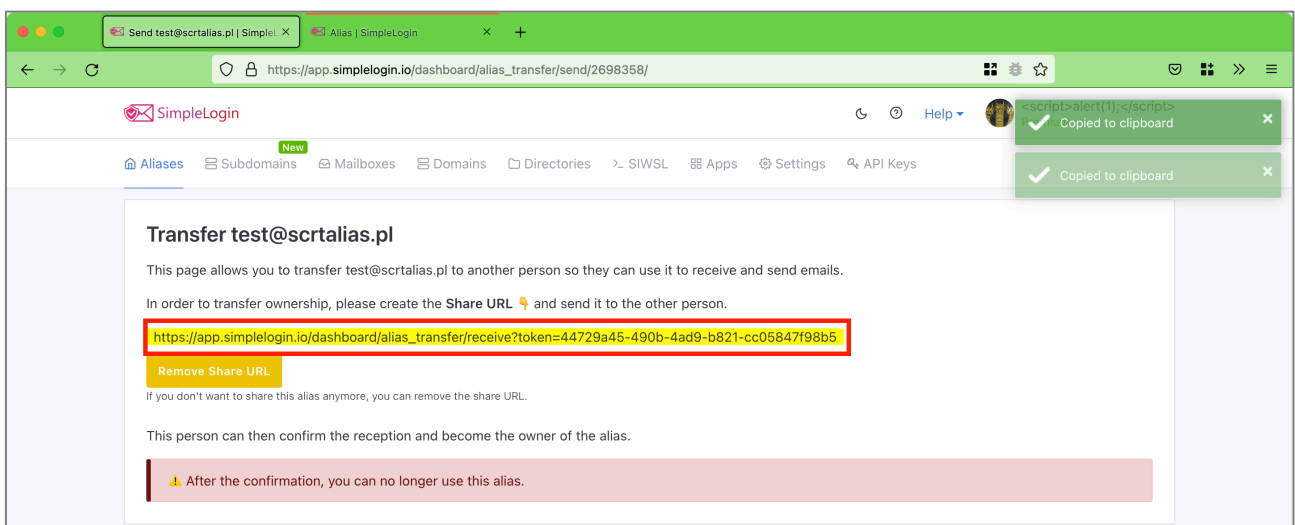 Send test@scrtalias.pl | SimpleL
Alias | SimpleLogin
https://app.simplelogin.io/dashboard/alias_transfer/send/2698358/
SimpleLogin
Help
<script>alert(1);</script>
Copied to clipboard
Copied to clipboard
New
Aliases Subdomains Mailboxes Domains Directories SIWSL Apps Settings API Keys
Transfer test@scrtalias.pl
This page allows you to transfer test@scrtalias.pl to another person so they can use it to receive and send emails.
In order to transfer ownership, please create the Share URL 👇 and send it to the other person.
https://app.simplelogin.io/dashboard/alias_transfer/receive?token=44729a45-490b-4ad9-b821-cc05847f98b5
Remove Share URL
If you don't want to share this alias anymore, you can remove the share URL.
This person can then confirm the reception and become the owner of the alias.
⚠️ After the confirmation, you can no longer use this alias.